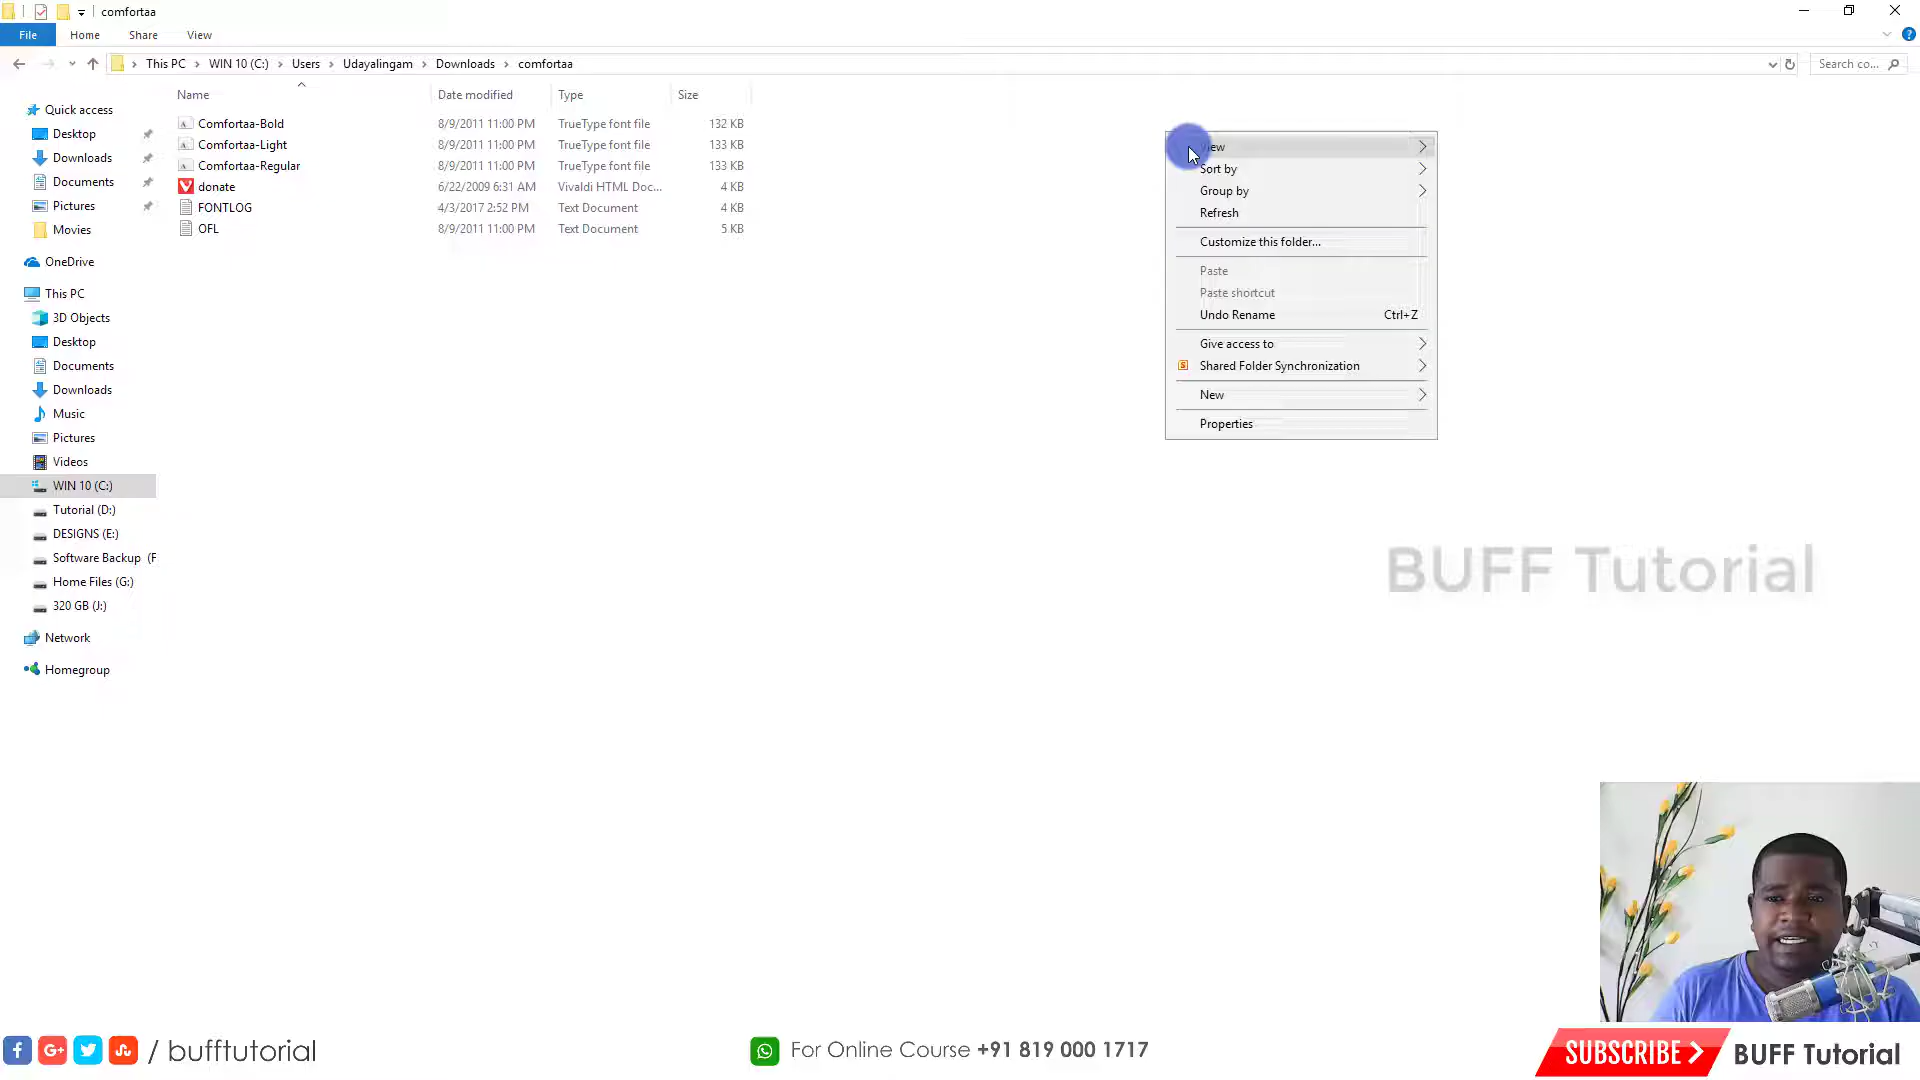 comfortaa
File Home Share View
This PC WIN 10 (C:) Users Udayalingam Downloads comfortaa
Search co...
Name Date modified Type Size
Comfortaa-Bold 8/9/2011 11:00 PM TrueType font file 132 KB
Comfortaa-Light 8/9/2011 11:00 PM TrueType font file 133 KB
Comfortaa-Regular 8/9/2011 11:00 PM TrueType font file 133 KB
donate 6/22/2009 6:31 AM Vivaldi HTML Doc... 4 KB
FONTLOG 4/3/2017 2:52 PM Text Document 4 KB
OFL 8/9/2011 11:00 PM Text Document 5 KB
Quick access
Desktop
Downloads
Documents
Pictures
Movies
OneDrive
This PC
3D Objects
Desktop
Documents
Downloads
Music
Pictures
Videos
WIN 10 (C:)
Tutorial (D:)
DESIGNS (E:)
Software Backup (F
Home Files (G:)
320 GB (J:)
Network
Homegroup
View
Sort by
Group by
Refresh
Customize this folder...
Paste
Paste shortcut
Undo Rename Ctrl+Z
Give access to
Shared Folder Synchronization
New
Properties
BUFF Tutorial
/ bufftutorial
For Online Course +91 819 000 1717
SUBSCRIBE BUFF Tutorial